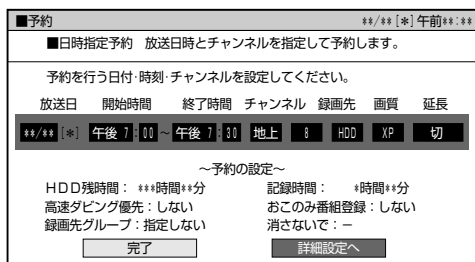 ■予約 **/** [*] 午前**:**
■日時指定予約 放送日時とチャンネルを指定して予約します。
予約を行う日付・時刻・チャンネルを設定してください。
放送日 開始時間 終了時間 チャンネル 録画先 画質 延長
**/** [*] 午後 7:00 ~ 午後 7:30 地上 8 HDD XP 切
~予約の設定~
HDD残時間: ***時間**分 記録時間: *時間**分
高速ダビング優先:しない おこのみ番組登録:しない
録画先グループ:指定しない 消さないで:−
完了 詳細設定へ